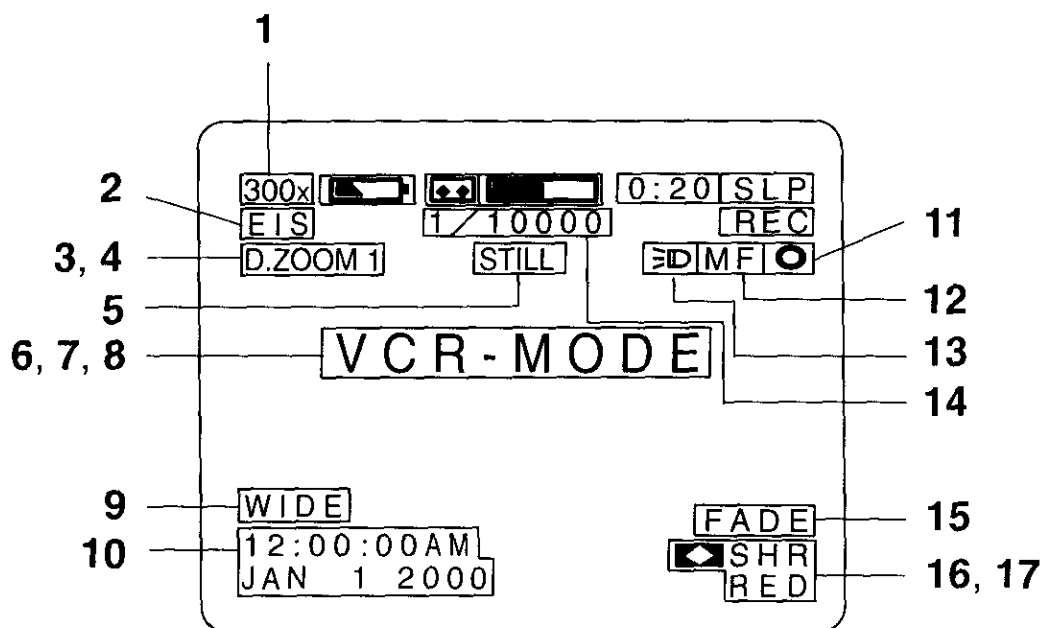 1
300x 0:20 SLP
2 EIS 1/10000 REC 11
3, 4 D.ZOOM 1 STILL MF 12
5 13
6, 7, 8 VCR-MODE 14
9 WIDE FADE 15
10 12:00:00AM SHR 16, 17
JAN 1 2000 RED